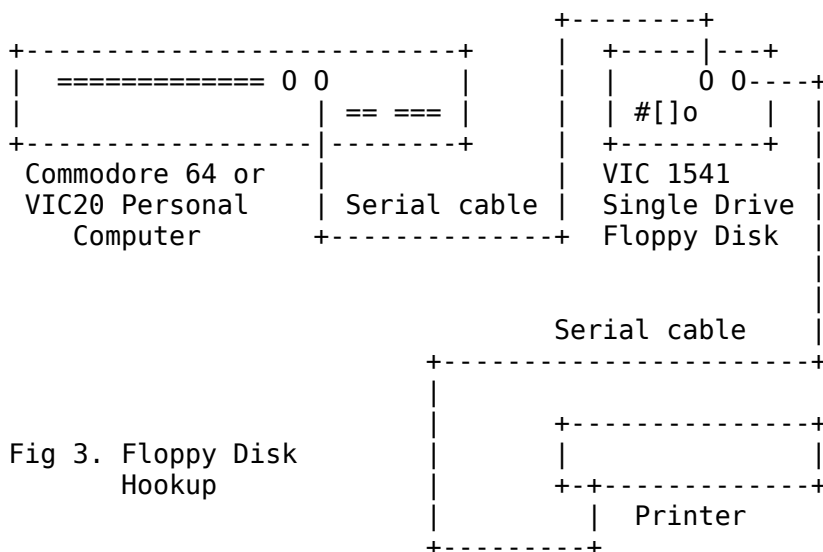 Commodore 64 or
VIC20 Personal
Computer
Serial cable
VIC 1541
Single Drive
Floppy Disk
Serial cable
Fig 3. Floppy Disk
Hookup
Printer